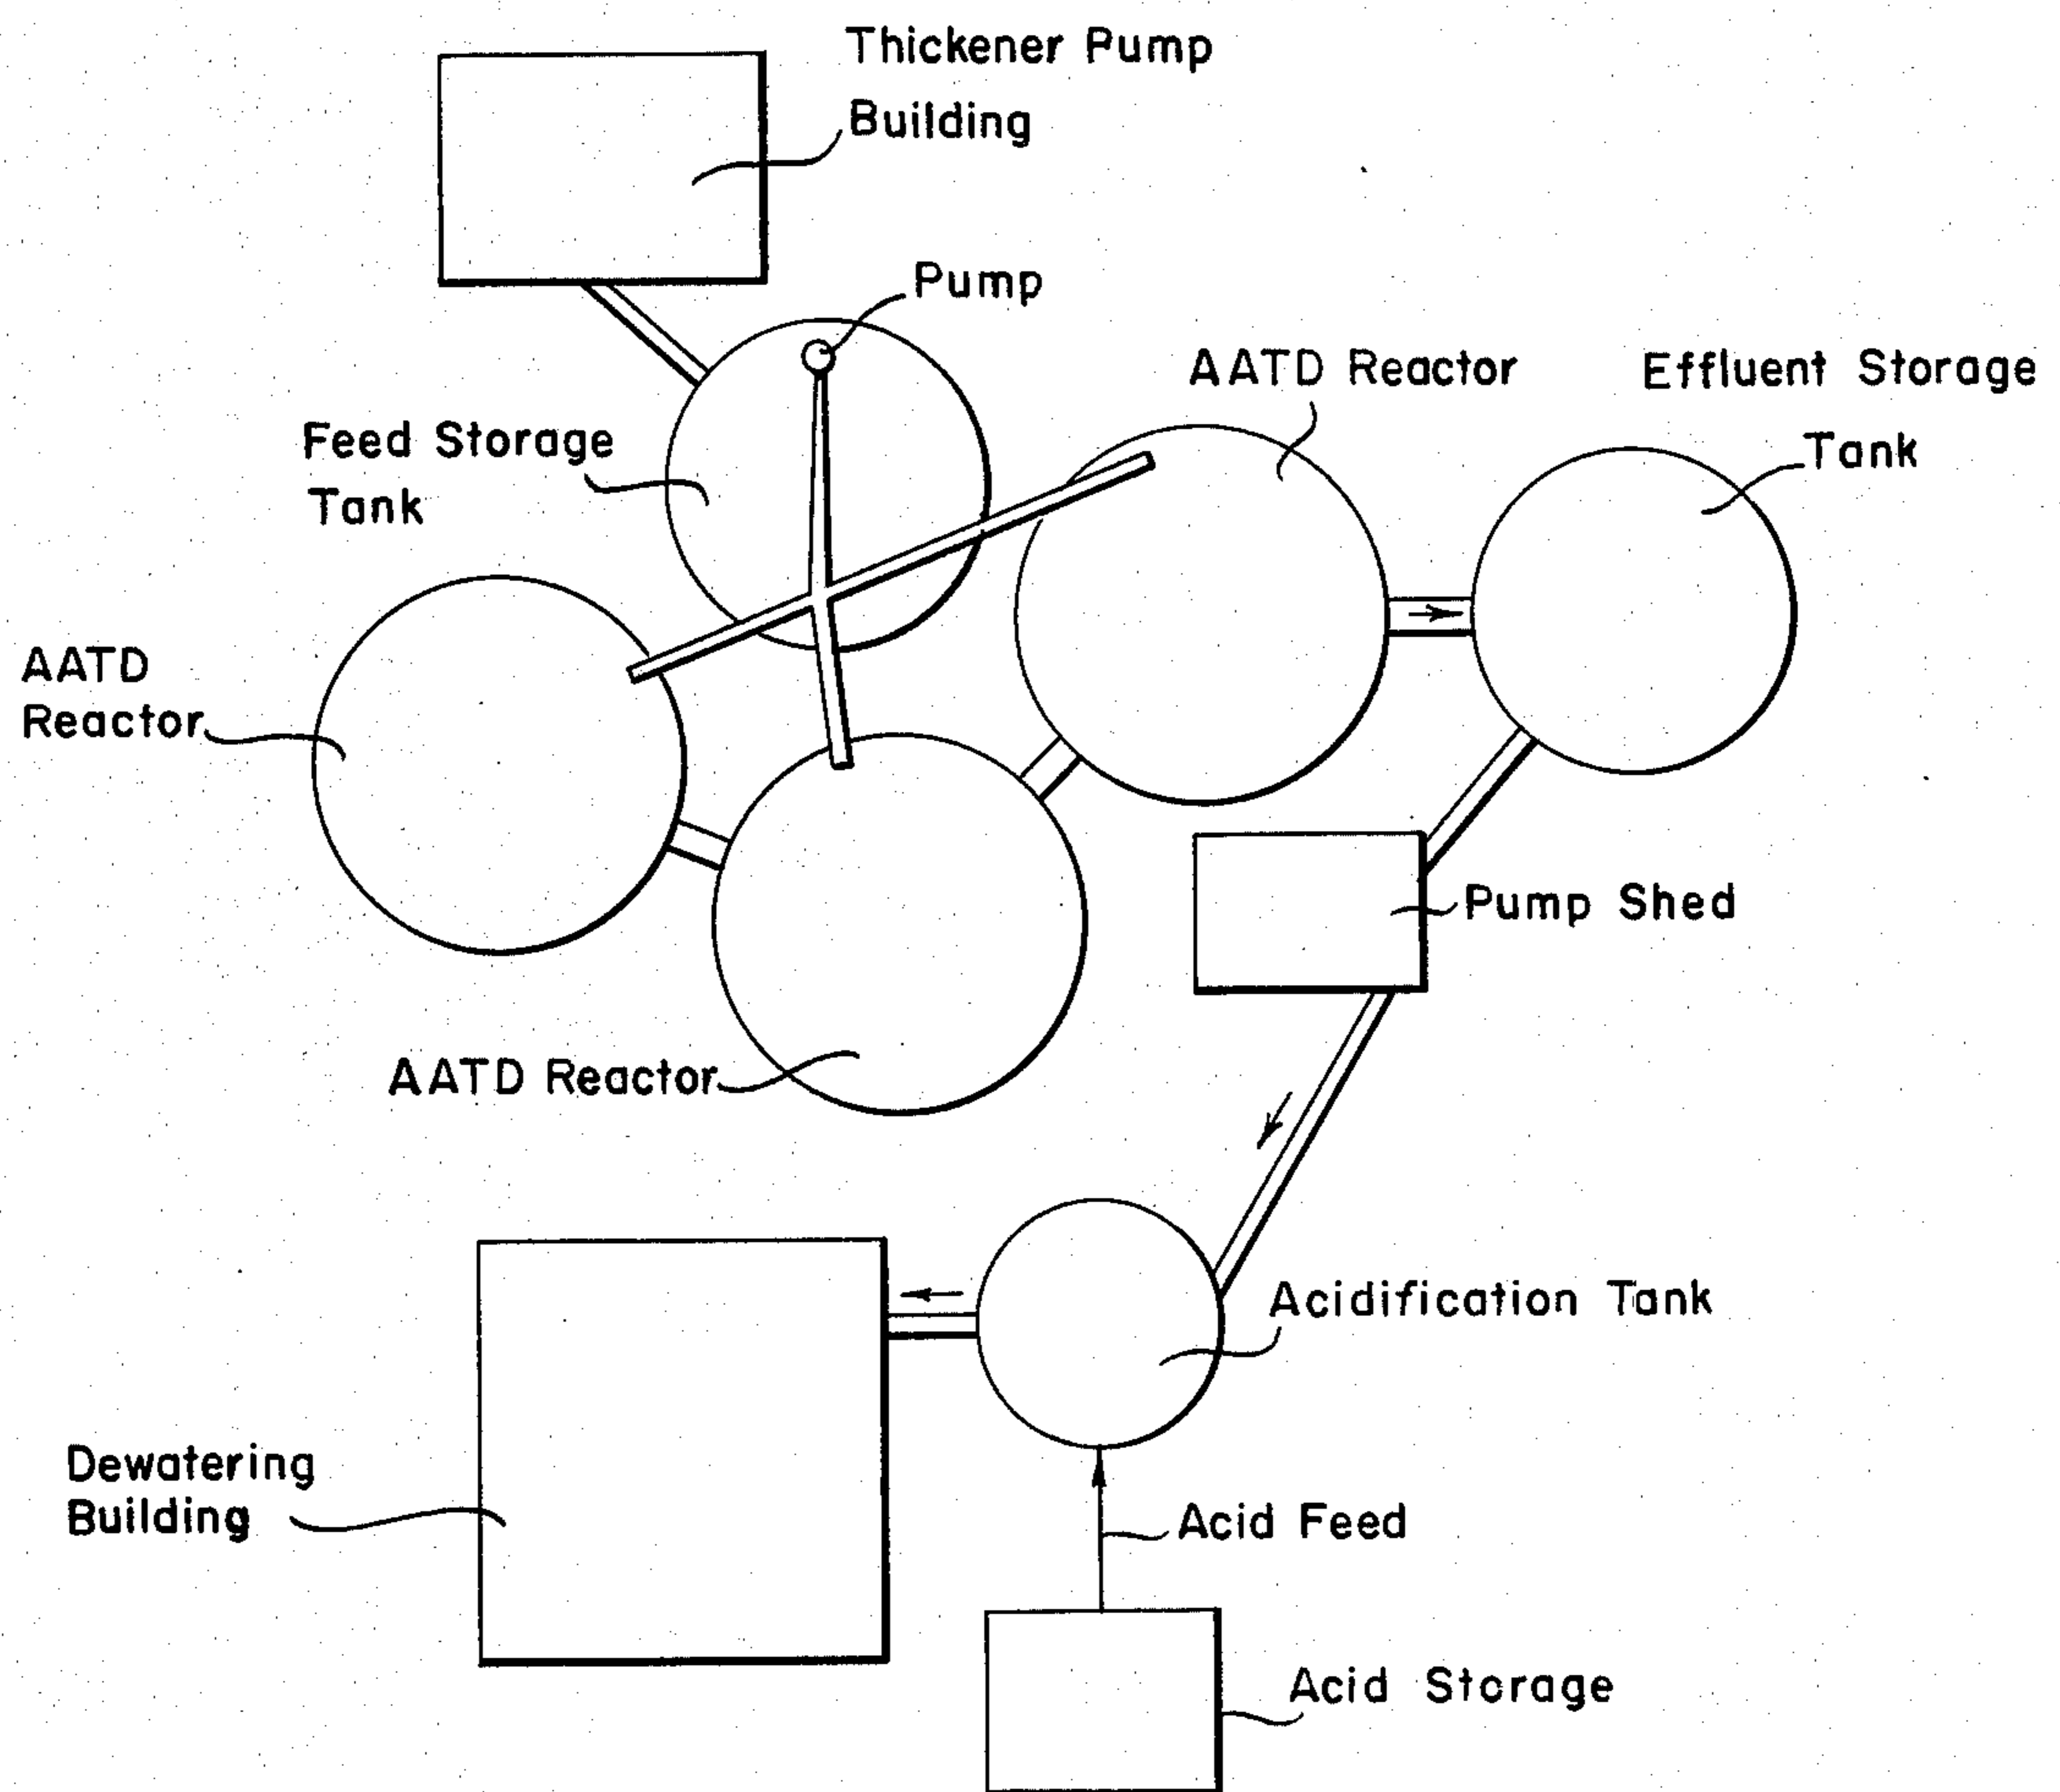 Thickener Pump
Building
Pump
AATD Reactor
Effluent Storage
Tank
Feed Storage
Tank
AATD
Reactor
Pump Shed
AATD Reactor
Acidification Tank
Dewatering
Building
Acid Feed
Acid Storage